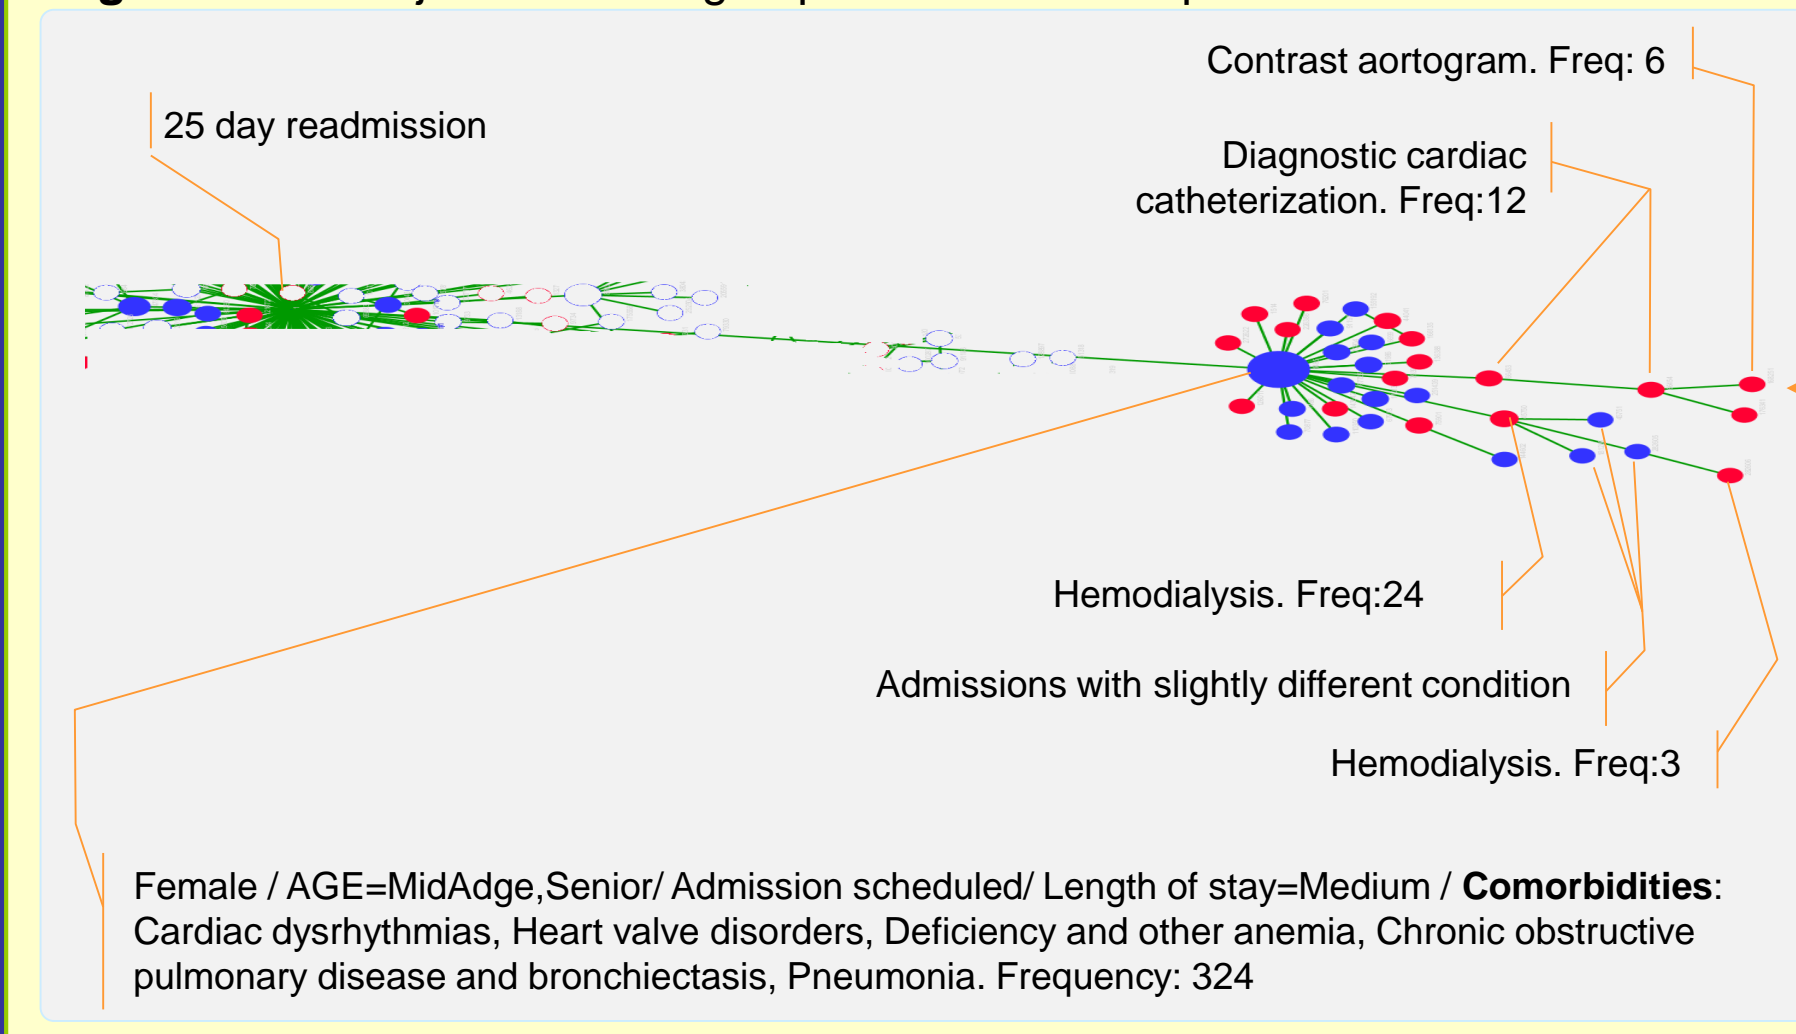 Contrast aortogram. Freq: 6
25 day readmission
Diagnostic cardiac
catheterization. Freq:12
Hemodialysis. Freq:24
Admissions with slightly different condition
Hemodialysis. Freq:3
Female / AGE=MidAdge,Senior/ Admission scheduled/ Length of stay=Medium / Comorbidities:
Cardiac dysrhythmias, Heart valve disorders, Deficiency and other anemia, Chronic obstructive
pulmonary disease and bronchiectasis, Pneumonia. Frequency: 324